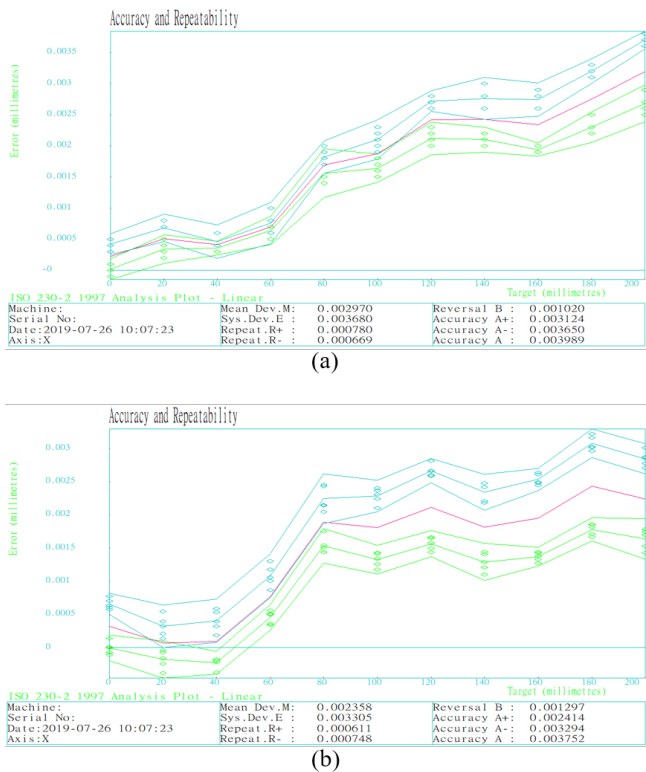 Accuracy and Repeatability
Error (millimetres)
0.0035
0.003
0.0025
0.002
0.0015
0.001
0.0005
-0
0 20 40 60 80 100 120 140 160 180 200
Target (millimetres)
ISO 230-2 1997 Analysis Plot - Linear
Machine: Mean Dev.M: 0.002970 Reversal B : 0.001020
Serial No: Sys.Dev.E : 0.003680 Accuracy A+: 0.003124
Date:2019-07-26 10:07:23 Repeat.R+ : 0.000780 Accuracy A-: 0.003650
Axis:X Repeat.R- : 0.000669 Accuracy A : 0.003989
(a)
Accuracy and Repeatability
Error (millimetres)
0.003
0.0025
0.002
0.0015
0.001
0.0005
0
0 20 40 60 80 100 120 140 160 180 200
Target (millimetres)
ISO 230-2 1997 Analysis Plot - Linear
Machine: Mean Dev.M: 0.002358 Reversal B : 0.001297
Serial No: Sys.Dev.E : 0.003305 Accuracy A+: 0.002414
Date:2019-07-26 10:07:23 Repeat.R+ : 0.000611 Accuracy A-: 0.003294
Axis:X Repeat.R- : 0.000748 Accuracy A : 0.003752
(b)